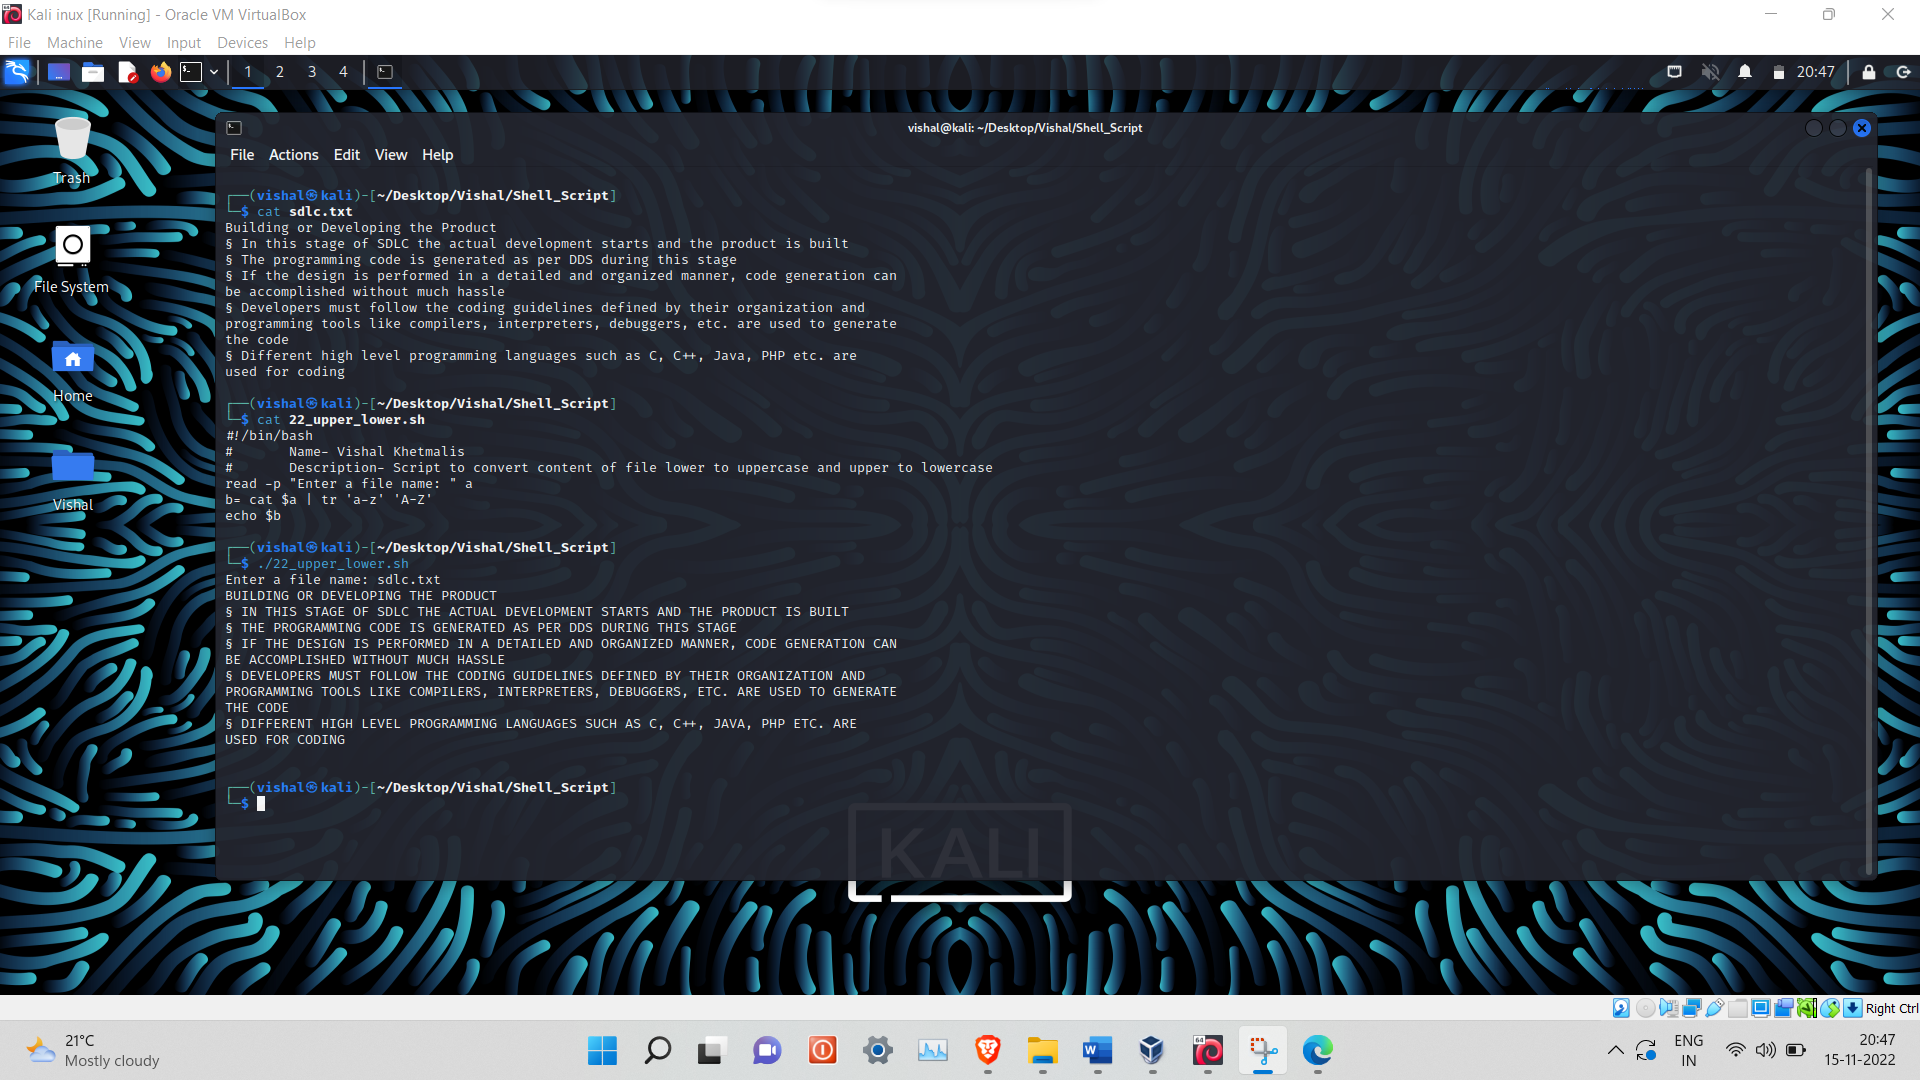 Kali inux [Running] - Oracle VM VirtualBox
File Machine View Input Devices Help
1 2 3 4
20:47
Trash
File System
Home
Vishal
vishal@kali: ~/Desktop/Vishal/Shell_Script
File Actions Edit View Help
┌──(vishal㉿kali)-[~/Desktop/Vishal/Shell_Script]
└─$ cat sdlc.txt
Building or Developing the Product
§ In this stage of SDLC the actual development starts and the product is built
§ The programming code is generated as per DDS during this stage
§ If the design is performed in a detailed and organized manner, code generation can
be accomplished without much hassle
§ Developers must follow the coding guidelines defined by their organization and
programming tools like compilers, interpreters, debuggers, etc. are used to generate
the code
§ Different high level programming languages such as C, C++, Java, PHP etc. are
used for coding
┌──(vishal㉿kali)-[~/Desktop/Vishal/Shell_Script]
└─$ cat 22_upper_lower.sh
#!/bin/bash
# Name- Vishal Khetmalis
# Description- Script to convert content of file lower to uppercase and upper to lowercase
read -p "Enter a file name: " a
b= cat $a | tr 'a-z' 'A-Z'
echo $b
┌──(vishal㉿kali)-[~/Desktop/Vishal/Shell_Script]
└─$ ./22_upper_lower.sh
Enter a file name: sdlc.txt
BUILDING OR DEVELOPING THE PRODUCT
§ IN THIS STAGE OF SDLC THE ACTUAL DEVELOPMENT STARTS AND THE PRODUCT IS BUILT
§ THE PROGRAMMING CODE IS GENERATED AS PER DDS DURING THIS STAGE
§ IF THE DESIGN IS PERFORMED IN A DETAILED AND ORGANIZED MANNER, CODE GENERATION CAN
BE ACCOMPLISHED WITHOUT MUCH HASSLE
§ DEVELOPERS MUST FOLLOW THE CODING GUIDELINES DEFINED BY THEIR ORGANIZATION AND
PROGRAMMING TOOLS LIKE COMPILERS, INTERPRETERS, DEBUGGERS, ETC. ARE USED TO GENERATE
THE CODE
§ DIFFERENT HIGH LEVEL PROGRAMMING LANGUAGES SUCH AS C, C++, JAVA, PHP ETC. ARE
USED FOR CODING
┌──(vishal㉿kali)-[~/Desktop/Vishal/Shell_Script]
└─$
KALI
Right Ctrl
21°C
Mostly cloudy
W
64
ENG
IN
20:47
15-11-2022